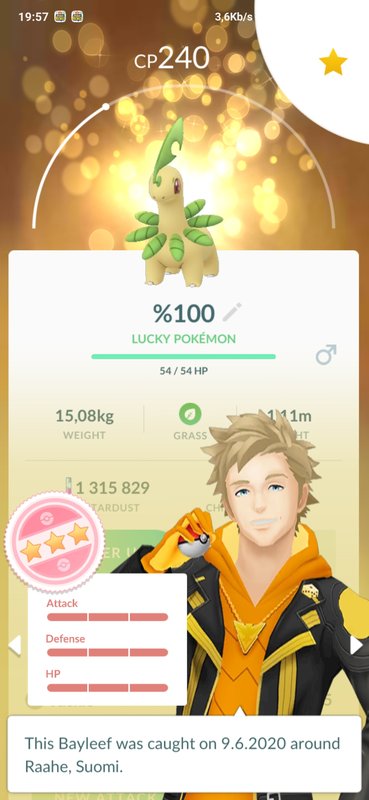 19:57
3,6Kb/s
CP240
%100
LUCKY POKÉMON
54 / 54 HP
15,08kg
1,11m
WEIGHT
GRASS
1 315 829
Attack
Defense
HP
This Bayleef was caught on 9.6.2020 around
Raahe, Suomi.
NEW ATTACK